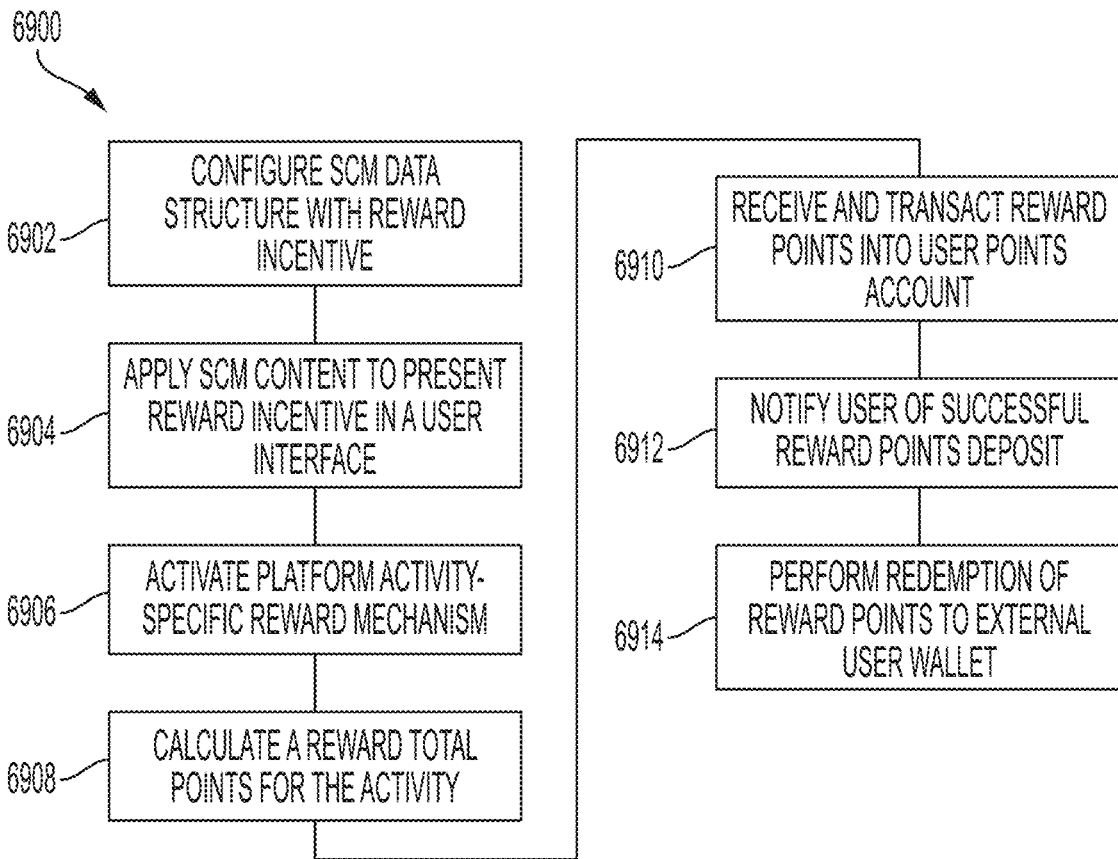 6900
6902
CONFIGURE SCM DATA
STRUCTURE WITH REWARD
INCENTIVE
6904
APPLY SCM CONTENT TO PRESENT
REWARD INCENTIVE IN A USER
INTERFACE
6906
ACTIVATE PLATFORM ACTIVITY-
SPECIFIC REWARD MECHANISM
6908
CALCULATE A REWARD TOTAL
POINTS FOR THE ACTIVITY
6910
RECEIVE AND TRANSACT REWARD
POINTS INTO USER POINTS
ACCOUNT
6912
NOTIFY USER OF SUCCESSFUL
REWARD POINTS DEPOSIT
6914
PERFORM REDEMPTION OF
REWARD POINTS TO EXTERNAL
USER WALLET